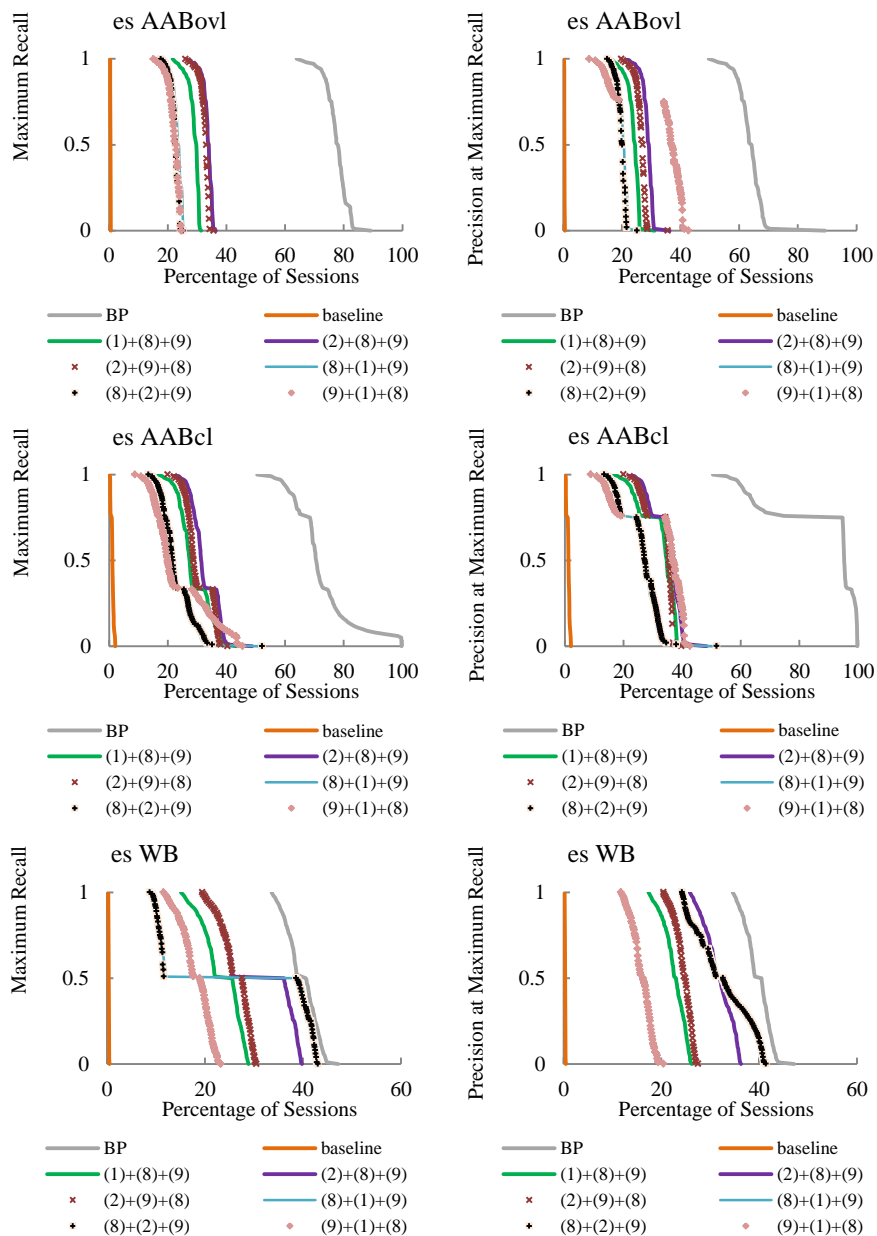 es AABovl
Maximum Recall
1
0.5
0
0 20 40 60 80 100
Percentage of Sessions
BP baseline
(1)+(8)+(9) (2)+(8)+(9)
(2)+(9)+(8) (8)+(1)+(9)
(8)+(2)+(9) (9)+(1)+(8)
es AABovl
Precision at Maximum Recall
1
0.5
0
0 20 40 60 80 100
Percentage of Sessions
BP baseline
(1)+(8)+(9) (2)+(8)+(9)
(2)+(9)+(8) (8)+(1)+(9)
(8)+(2)+(9) (9)+(1)+(8)
es AABcl
Maximum Recall
1
0.5
0
0 20 40 60 80 100
Percentage of Sessions
BP baseline
(1)+(8)+(9) (2)+(8)+(9)
(2)+(9)+(8) (8)+(1)+(9)
(8)+(2)+(9) (9)+(1)+(8)
es AABcl
Precision at Maximum Recall
1
0.5
0
0 20 40 60 80 100
Percentage of Sessions
BP baseline
(1)+(8)+(9) (2)+(8)+(9)
(2)+(9)+(8) (8)+(1)+(9)
(8)+(2)+(9) (9)+(1)+(8)
es WB
Maximum Recall
1
0.5
0
0 20 40 60
Percentage of Sessions
BP baseline
(1)+(8)+(9) (2)+(8)+(9)
(2)+(9)+(8) (8)+(1)+(9)
(8)+(2)+(9) (9)+(1)+(8)
es WB
Precision at Maximum Recall
1
0.5
0
0 20 40 60
Percentage of Sessions
BP baseline
(1)+(8)+(9) (2)+(8)+(9)
(2)+(9)+(8) (8)+(1)+(9)
(8)+(2)+(9) (9)+(1)+(8)